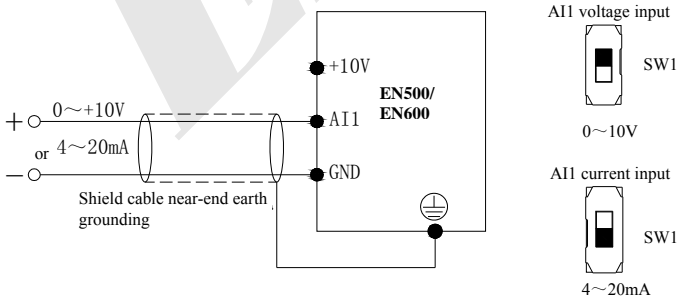 AI1 voltage input
SW1
0～10V
+10V
EN500/
EN600
+ 0～+10V
AI1
or 4～20mA
－
GND
Shield cable near-end earth
grounding
AI1 current input
SW1
4～20mA